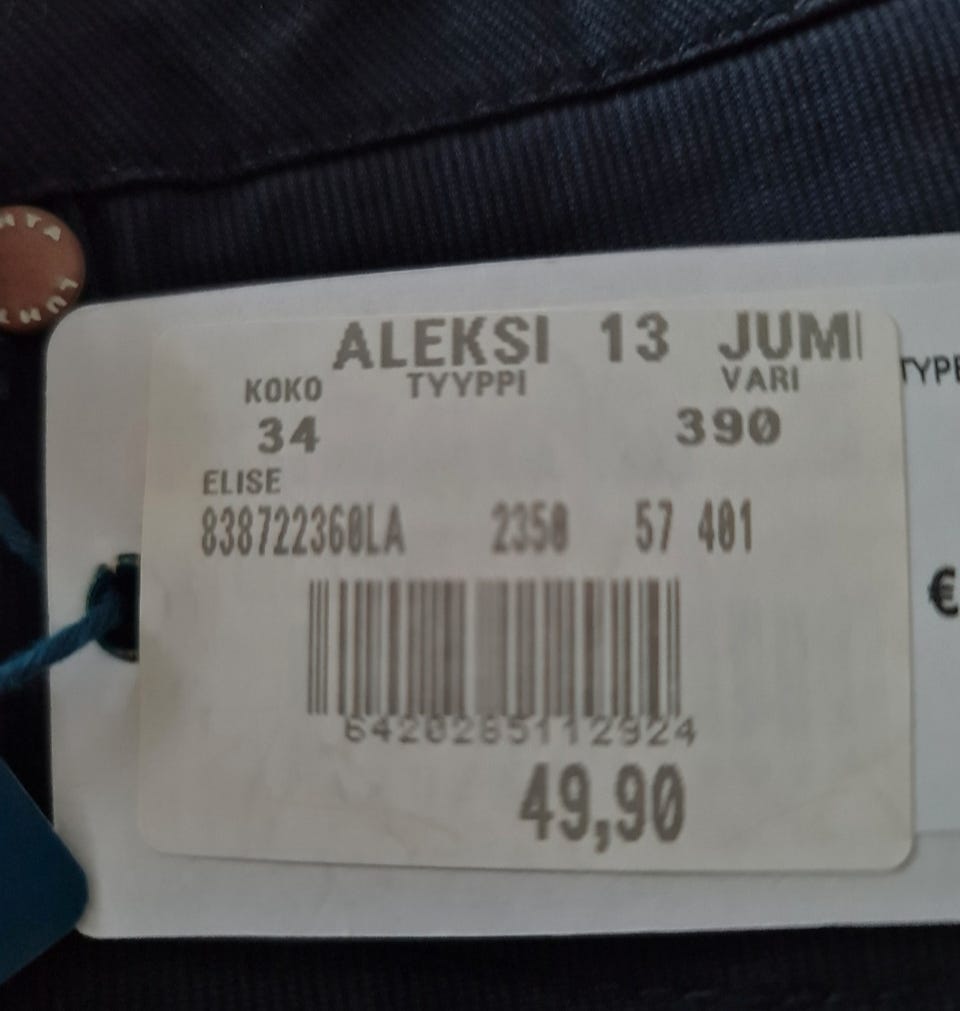 ALEKSI 13 JUM
KOKO TYYPPI VARI
34 390
ELISE
838722360LA 2350 57 401
6420285112924
49,90
TYPE
€